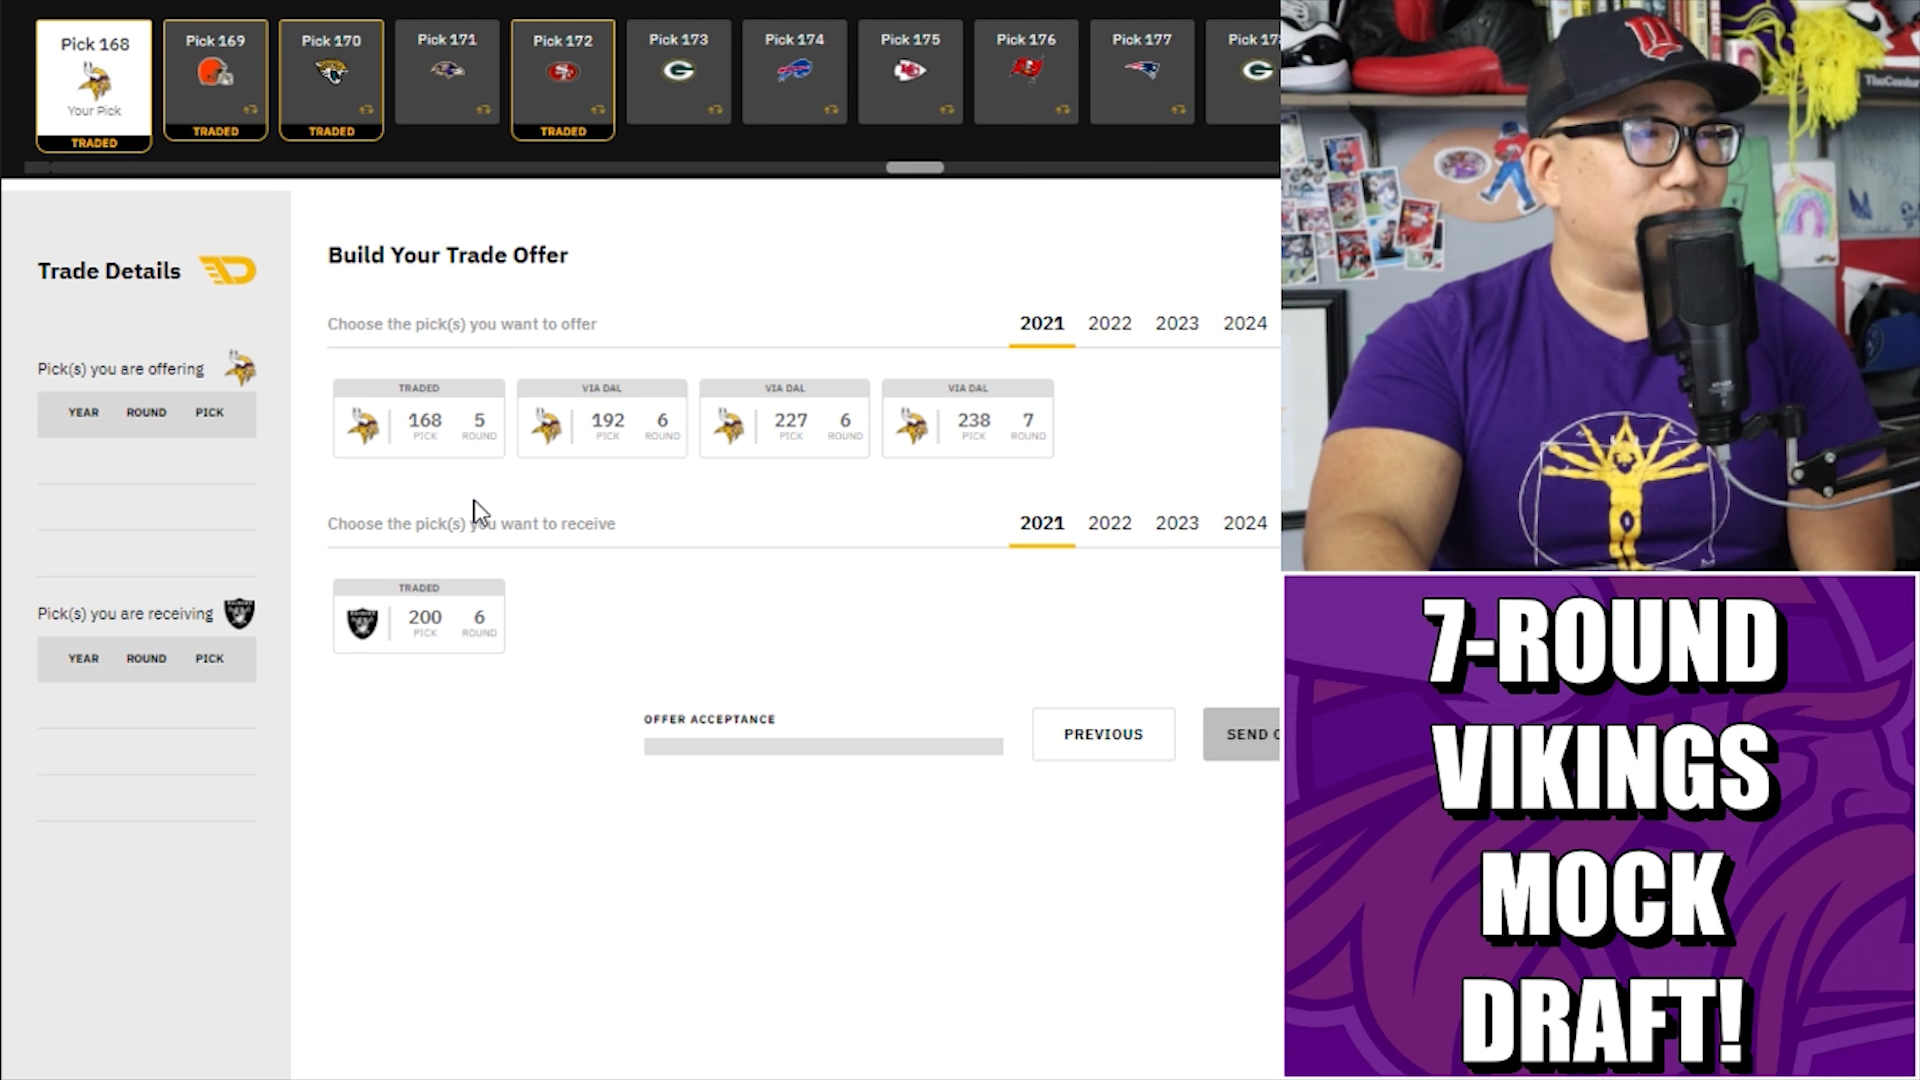 Pick 168
Your Pick
TRADED
Pick 169
TRADED
Pick 170
TRADED
Pick 171
Pick 172
TRADED
Pick 173
Pick 174
Pick 175
Pick 176
Pick 177
Pick 17
TheCentu
Trade Details
Pick(s) you are offering
YEAR ROUND PICK
Pick(s) you are receiving
YEAR ROUND PICK
Build Your Trade Offer
Choose the pick(s) you want to offer
2021 2022 2023 2024
TRADED
168 5
PICK ROUND
VIA DAL
192 6
PICK ROUND
VIA DAL
227 6
PICK ROUND
VIA DAL
238 7
PICK ROUND
Choose the pick(s) you want to receive
2021 2022 2023 2024
TRADED
200 6
PICK ROUND
OFFER ACCEPTANCE
PREVIOUS
SEND
7-ROUND
VIKINGS
MOCK
DRAFT!